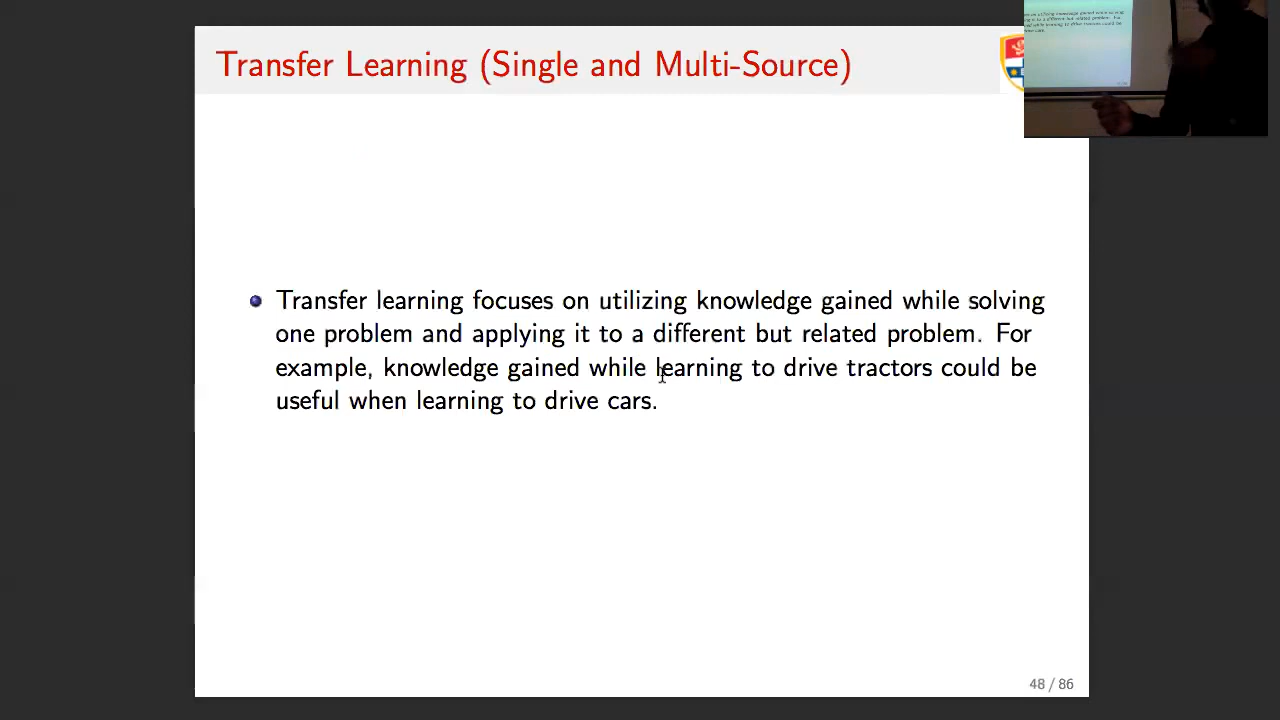 Transfer Learning (Single and Multi-Source)
Transfer learning focuses on utilizing knowledge gained while solving
one problem and applying it to a different but related problem. For
example, knowledge gained while learning to drive tractors could be
useful when learning to drive cars.
48 / 86